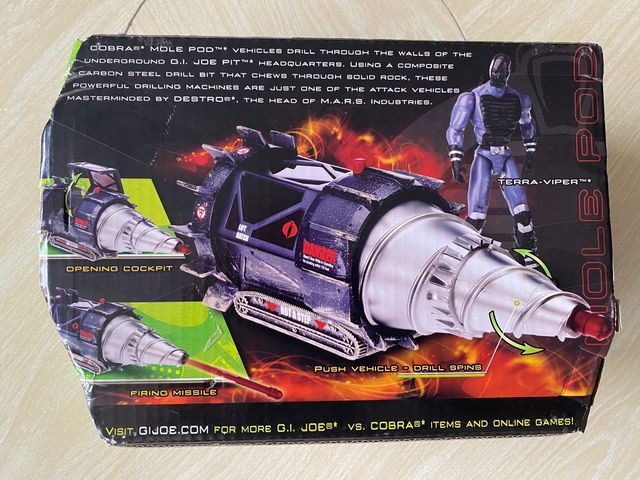 COBRA®* MOLE POD™* VEHICLES DRILL THROUGH THE WALLS OF THE
UNDERGROUND G.I. JOE PIT™* HEADQUARTERS. USING A COMPOSITE
CARBON STEEL DRILL BIT THAT CHEWS THROUGH SOLID ROCK, THESE
POWERFUL DRILLING MACHINES ARE JUST ONE OF THE ATTACK VEHICLES
MASTERMINDED BY DESTRO®*, THE HEAD OF M.A.R.S. INDUSTRIES.
TERRA-VIPER™*
MOLE POD
OPENING COCKPIT
DANGER
NOT A STEP
PUSH VEHICLE = DRILL SPINS
FIRING MISSILE
VISIT GIJOE.COM FOR MORE G.I. JOE®* VS. COBRA®* ITEMS AND ONLINE GAMES!